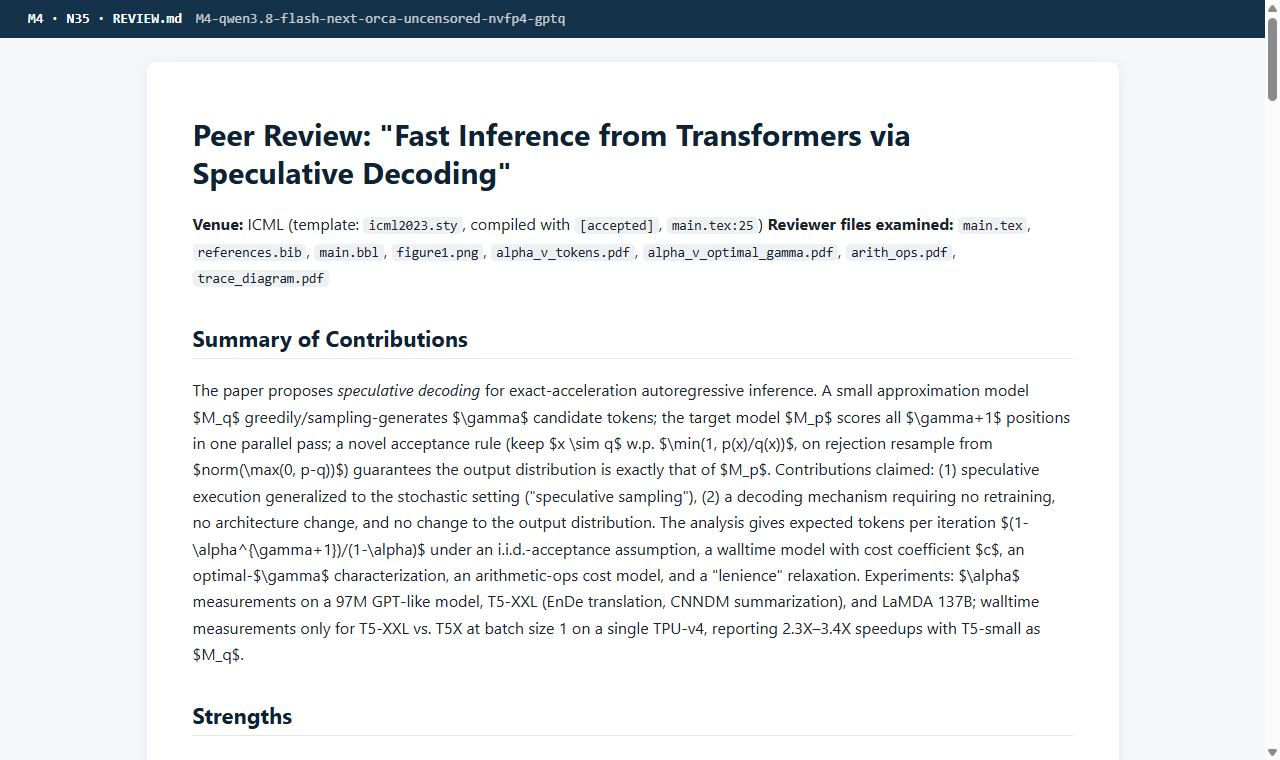 M4 • N35 • REVIEW.md M4-qwen3.8-flash-next-orca-uncensored-nvfp4-gptq
Peer Review: "Fast Inference from Transformers via
Speculative Decoding"
Venue: ICML (template: icml2023.sty, compiled with [accepted], main.tex:25) Reviewer files examined: main.tex,
references.bib, main.bbl, figure1.png, alpha_v_tokens.pdf, alpha_v_optimal_gamma.pdf, arith_ops.pdf,
trace_diagram.pdf
Summary of Contributions
The paper proposes speculative decoding for exact-acceleration autoregressive inference. A small approximation model
$M_q$ greedily/sampling-generates $\gamma$ candidate tokens; the target model $M_p$ scores all $\gamma+1$ positions
in one parallel pass; a novel acceptance rule (keep $x \sim q$ w.p. $\min(1, p(x)/q(x))$, on rejection resample from
$norm(\max(0, p-q))$) guarantees the output distribution is exactly that of $M_p$. Contributions claimed: (1) speculative
execution generalized to the stochastic setting ("speculative sampling"), (2) a decoding mechanism requiring no retraining,
no architecture change, and no change to the output distribution. The analysis gives expected tokens per iteration $(1-
\alpha^{\gamma+1})/(1-\alpha)$ under an i.i.d.-acceptance assumption, a walltime model with cost coefficient $c$, an
optimal-$\gamma$ characterization, an arithmetic-ops cost model, and a "lenience" relaxation. Experiments: $\alpha$
measurements on a 97M GPT-like model, T5-XXL (EnDe translation, CNNDM summarization), and LaMDA 137B; walltime
measurements only for T5-XXL vs. T5X at batch size 1 on a single TPU-v4, reporting 2.3X–3.4X speedups with T5-small as
$M_q$.
Strengths